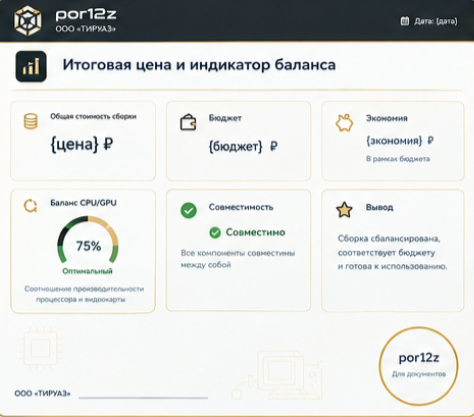 por12z
ООО «ТИРУАЗ»
Дата: {дата}
Итоговая цена и индикатор баланса
Общая стоимость сборки
{цена} ₽
Бюджет
{бюджет} ₽
Экономия
{экономия} ₽
В рамках бюджета
Баланс CPU/GPU
75%
Оптимальный
Соотношение производительности
процессора и видеокарты
Совместимость
Совместимо
Все компоненты совместимы
между собой
Вывод
Сборка сбалансирована,
соответствует бюджету
и готова к использованию.
por12z
Для документов
ООО «ТИРУАЗ»